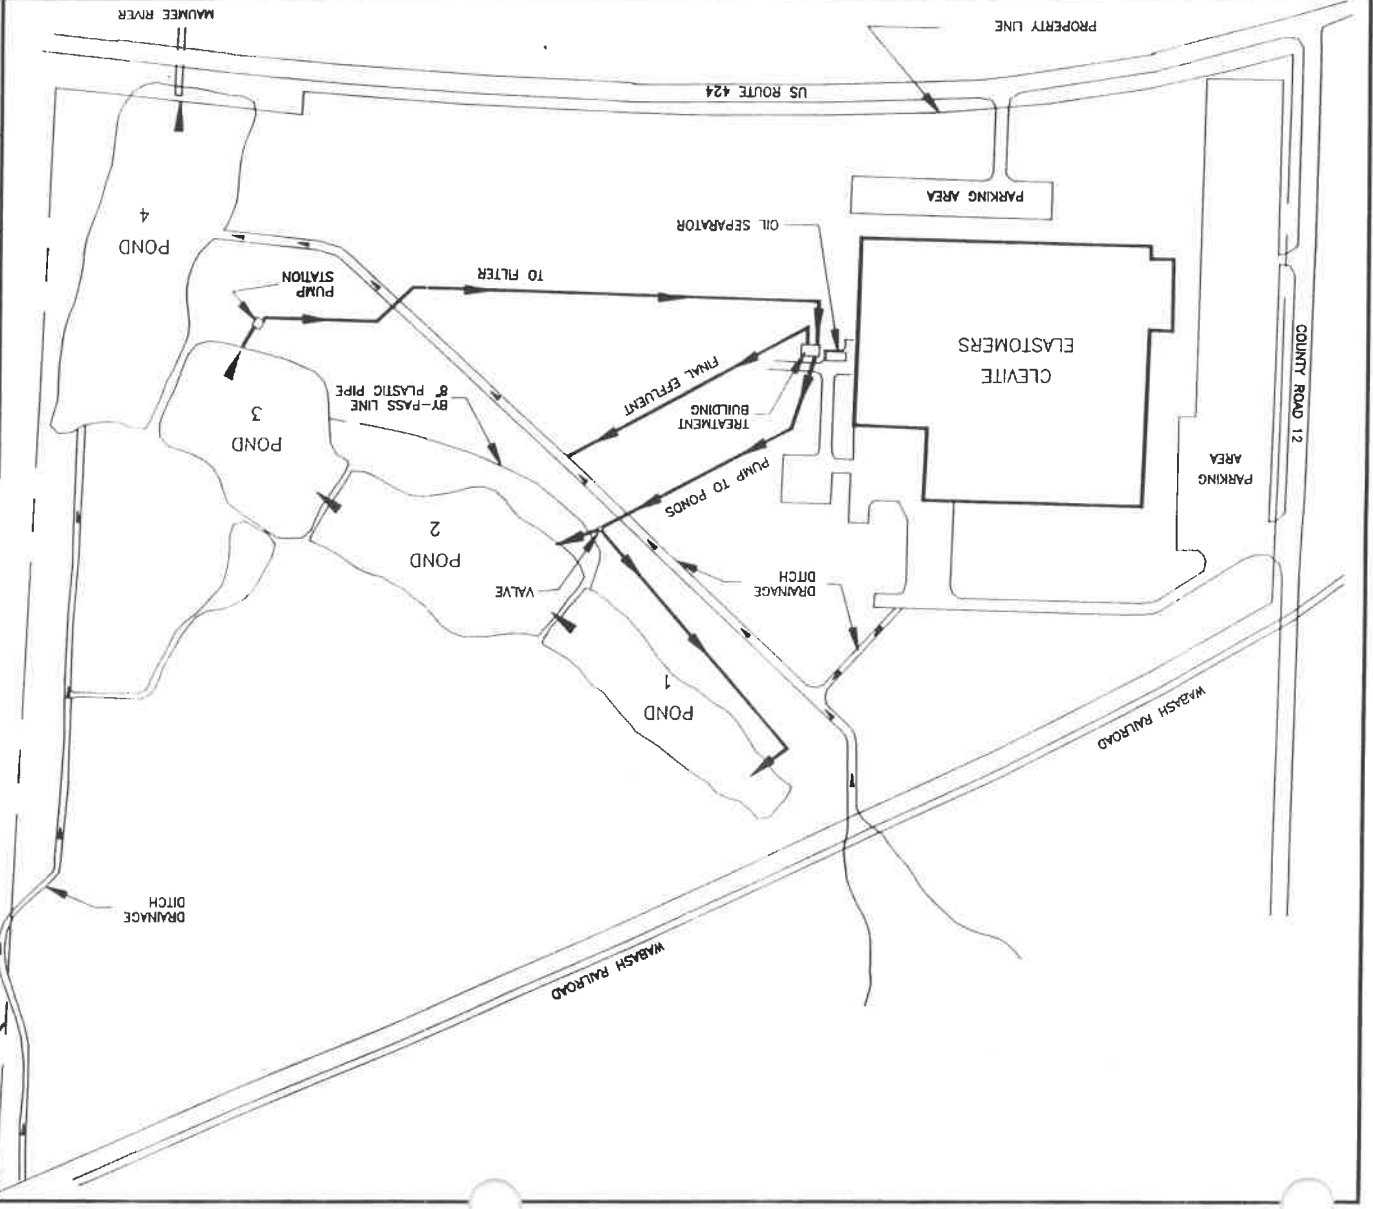 WABASH RAILROAD
DRAINAGE
DITCH
WABASH RAILROAD
POND
1
VALVE
DRAINAGE
DITCH
POND
2
PUMP TO PONDS
PARKING
AREA
POND
3
TREATMENT
BUILDING
BY-PASS LINE
8" PLASTIC PIPE
COUNTY ROAD 12
FINAL EFFLUENT
CLEVITE
ELASTOMERS
PUMP
STATION
TO FILTER
POND
4
OIL SEPARATOR
PARKING AREA
US ROUTE 424
PROPERTY LINE
MAUMEE RIVER